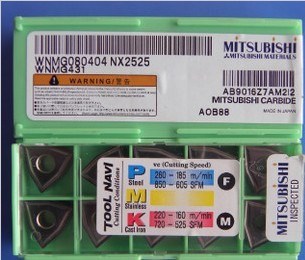 WNMG080404 NX2525
WNMG431
MITSUBISHI
MITSUBISHI MATERIALS
WARNING/警告
AB9016Z7AM2I2
MITSUBISHI CARBIDE
AOB88
MADE IN JAPAN
TOOL NAVI
Cutting Conditions
vc (Cutting Speed)
P Steel
280 - 185 m/min
850 - 605 SFM
F
M Stainless
K Cast Iron
220 - 160 m/min
720 - 525 SFM
M
MITSUBISHI
INSPECTED